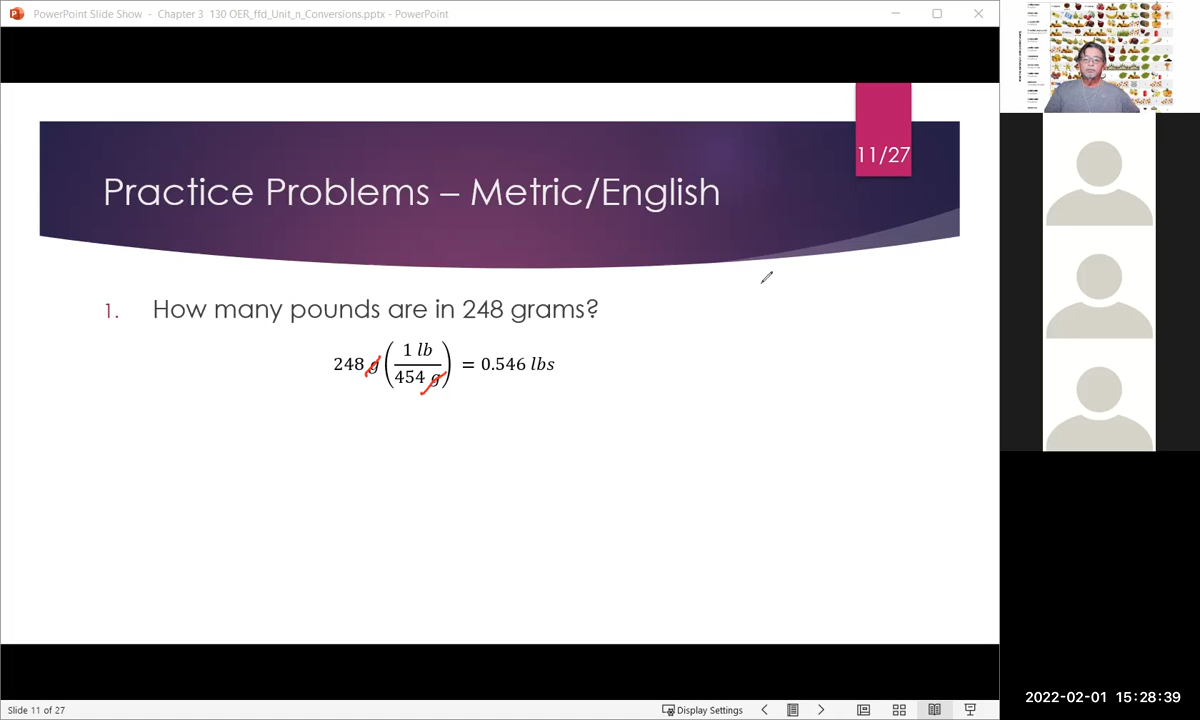 PowerPoint Slide Show - Chapter 3 130 OER_ffd_Unit_n_Conversions.pptx - PowerPoint
11/27
Practice Problems – Metric/English
1. How many pounds are in 248 grams?
248 g (1 lb / 454 g) = 0.546 lbs
Slide 11 of 27
Display Settings
2022-02-01 15:28:39